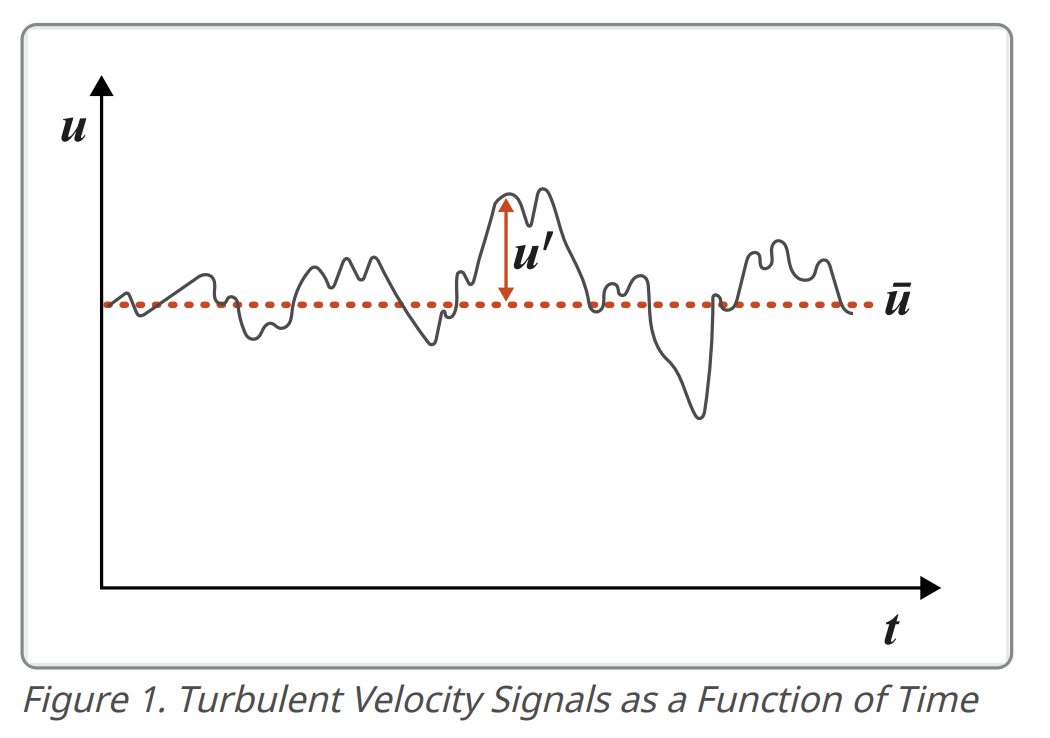 u
u′
ū
t
Figure 1. Turbulent Velocity Signals as a Function of Time